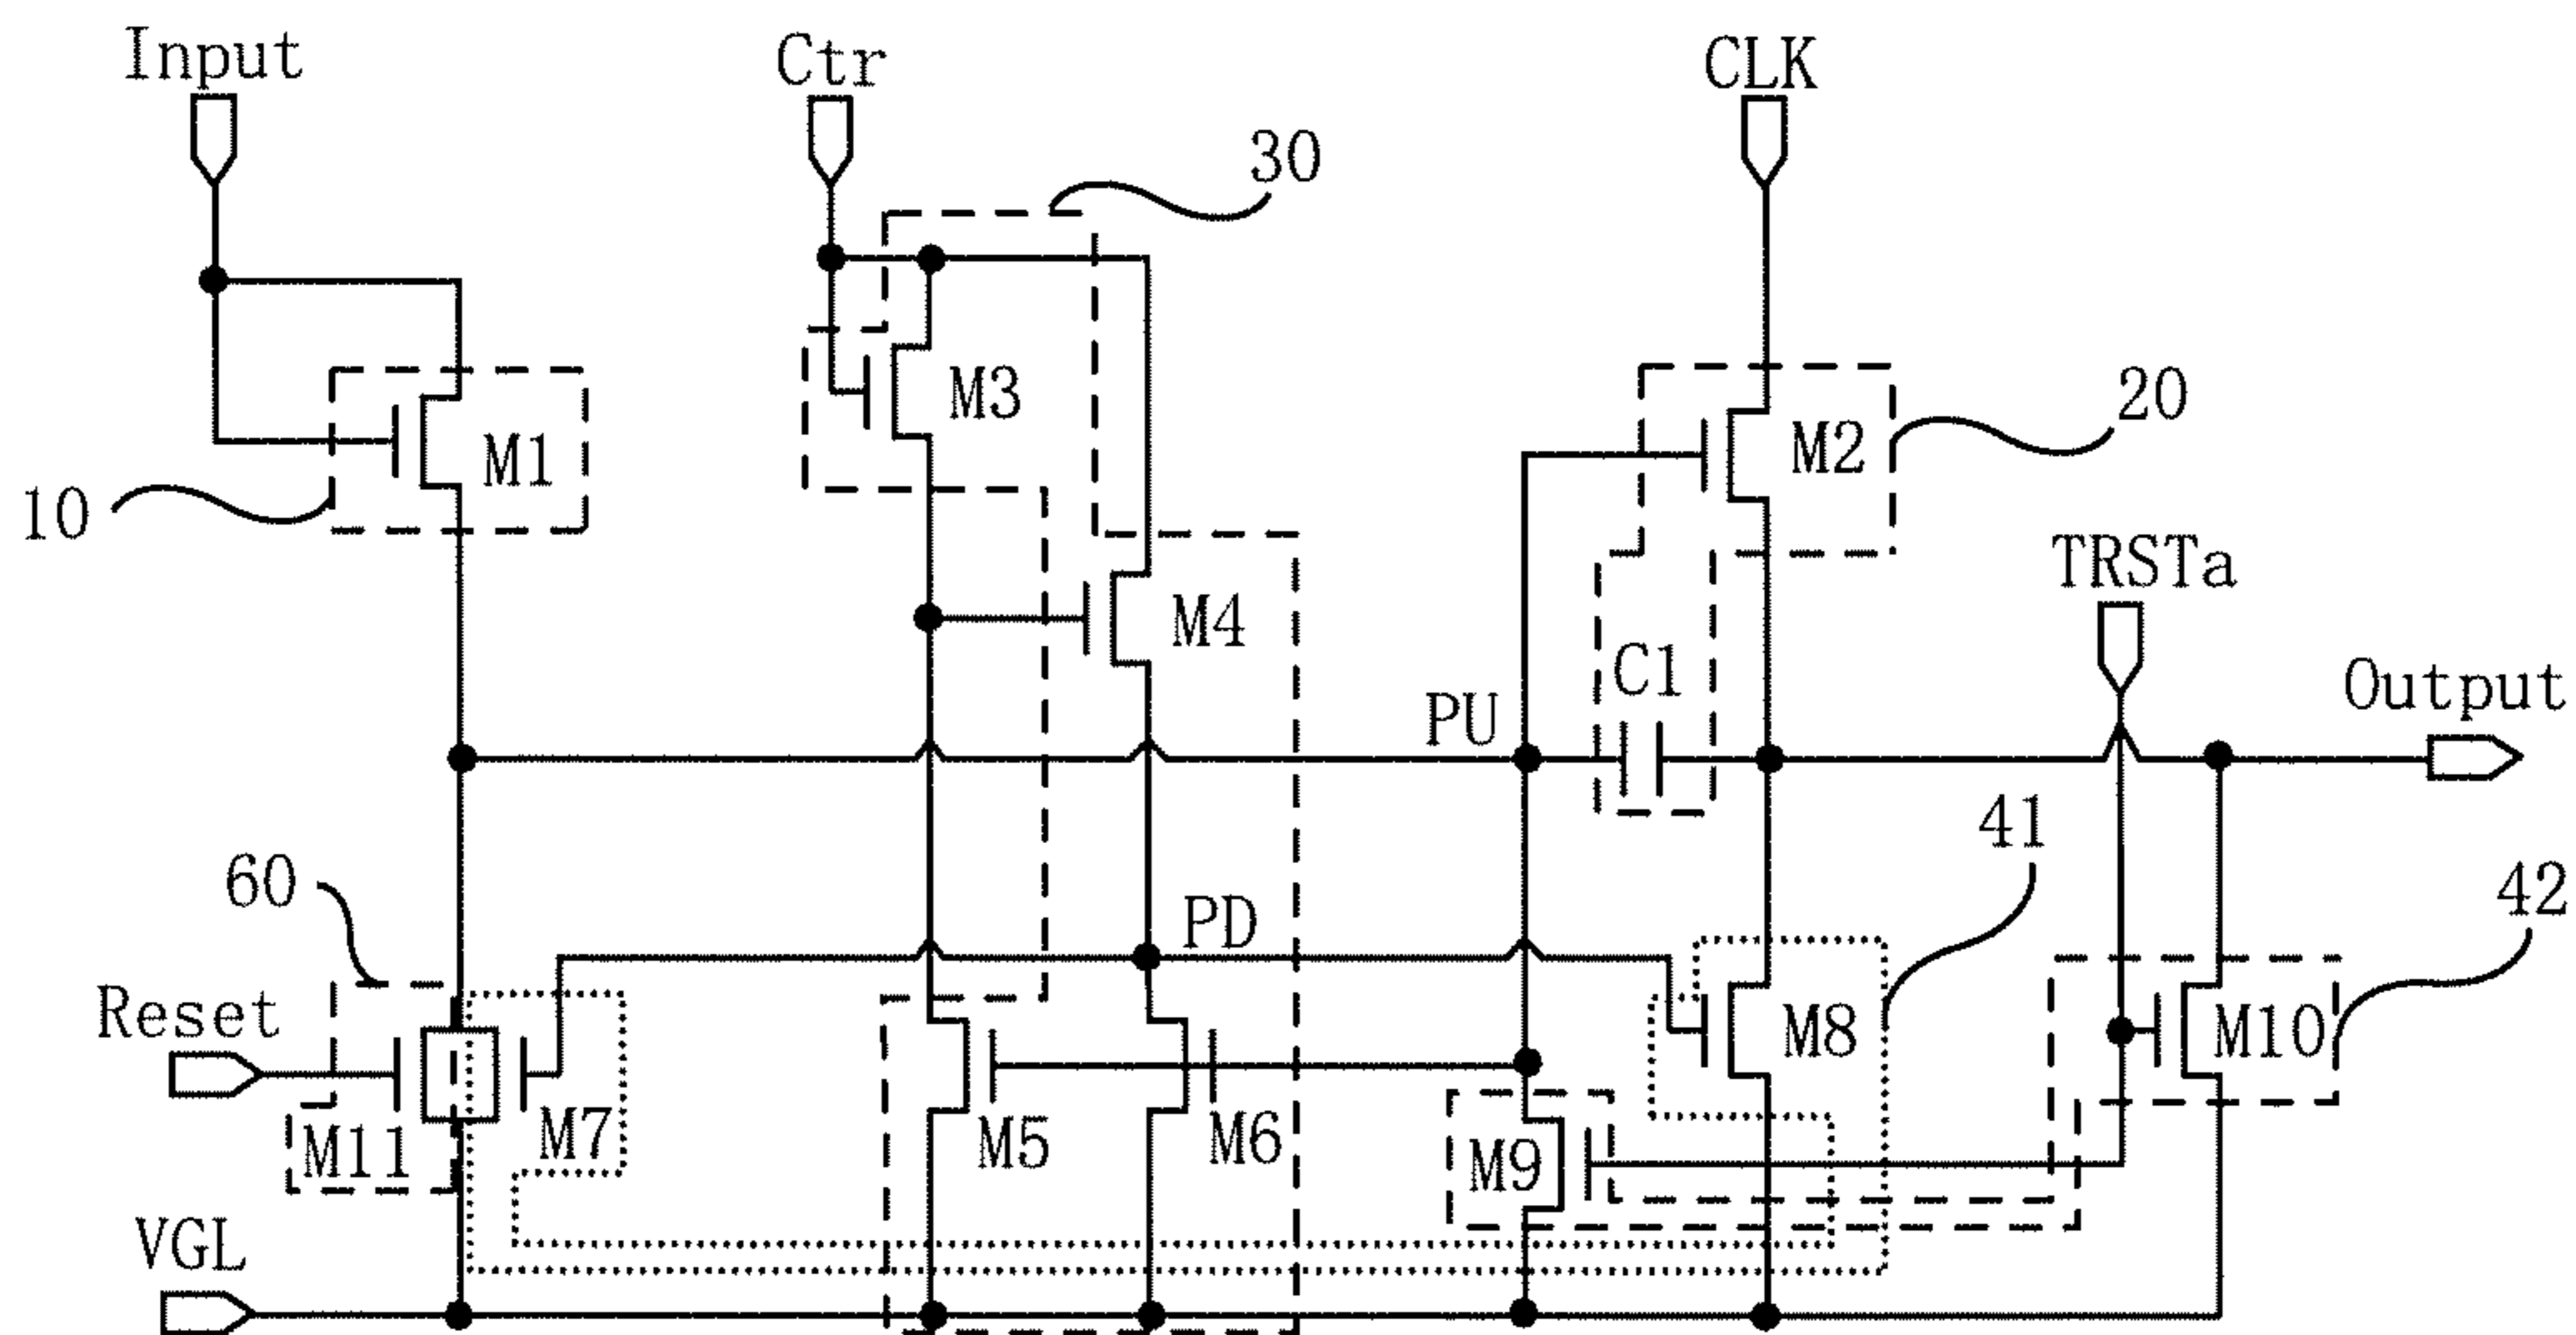 Input
Ctr
CLK
30
M3
20
M2
M1
10
TRSTa
M4
C1
Output
PU
41
60
42
PD
Reset
M8
M10
M11
M7
M5
M6
M9
VGL